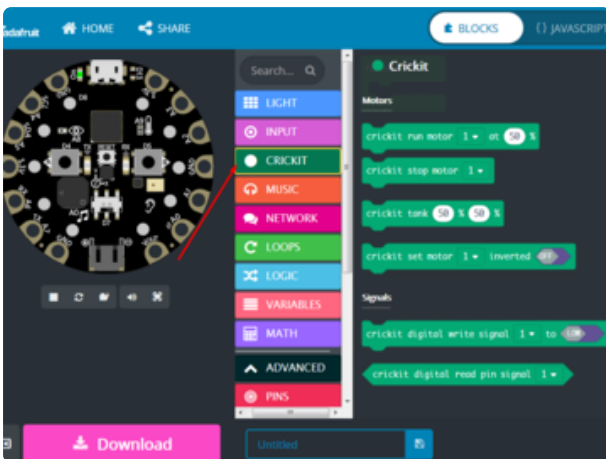 adafruit
HOME
SHARE
BLOCKS
{} JAVASCRIPT
Search...
LIGHT
INPUT
CRICKIT
MUSIC
NETWORK
LOOPS
LOGIC
VARIABLES
MATH
ADVANCED
PINS
Crickit
Motors
crickit run motor 1 at 50 %
crickit stop motor 1
crickit tank 50 % 50 %
crickit set motor 1 inverted OFF
Signals
crickit digital write signal 1 to LOW
crickit digital read pin signal 1
RESET
Download
Untitled